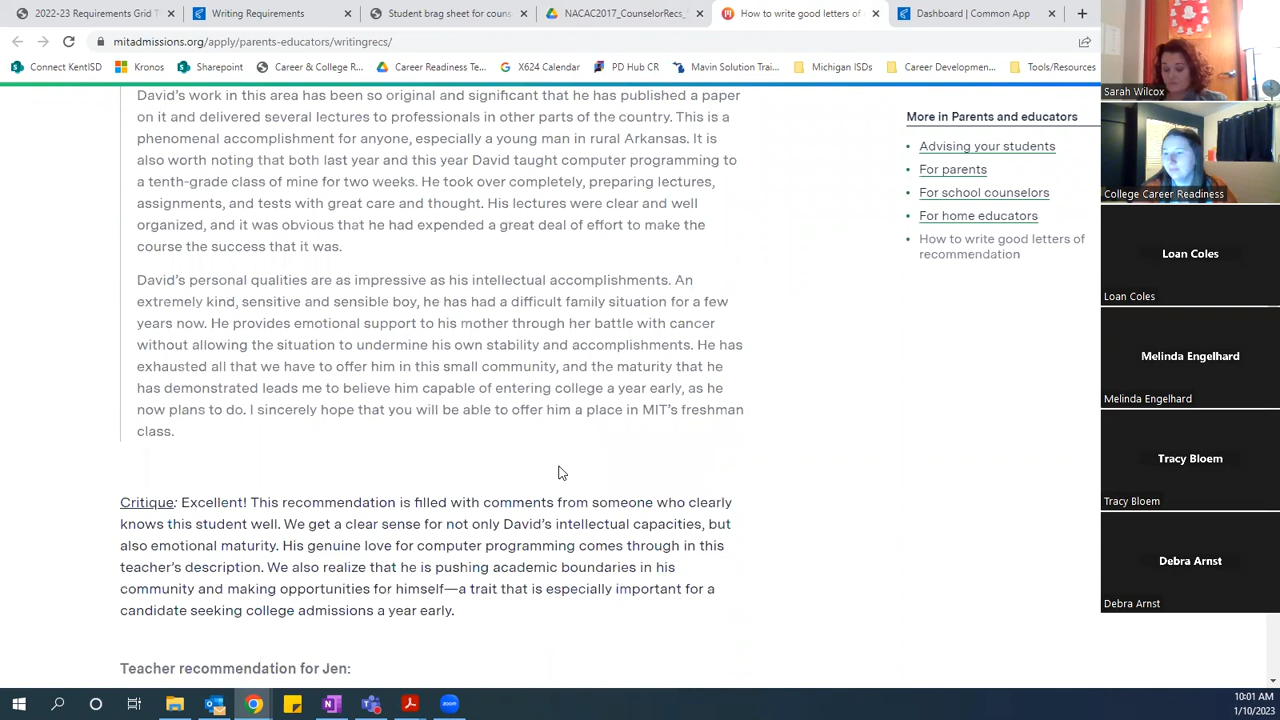 2022-23 Requirements Grid T
Writing Requirements
Student brag sheet for couns
NACAC2017_CounselorRecs_
How to write good letters of
Dashboard | Common App
mitadmissions.org/apply/parents-educators/writingrecs/
Connect KentISD
Kronos
Sharepoint
Career & College R...
Career Readiness Te...
X624 Calendar
PD Hub CR
Mavin Solution Trai...
Michigan ISDs
Career Developmen...
Tools/Resources
David's work in this area has been so original and significant that he has published a paper
on it and delivered several lectures to professionals in other parts of the country. This is a
phenomenal accomplishment for anyone, especially a young man in rural Arkansas. It is
also worth noting that both last year and this year David taught computer programming to
a tenth-grade class of mine for two weeks. He took over completely, preparing lectures,
assignments, and tests with great care and thought. His lectures were clear and well
organized, and it was obvious that he had expended a great deal of effort to make the
course the success that it was.
David's personal qualities are as impressive as his intellectual accomplishments. An
extremely kind, sensitive and sensible boy, he has had a difficult family situation for a few
years now. He provides emotional support to his mother through her battle with cancer
without allowing the situation to undermine his own stability and accomplishments. He has
exhausted all that we have to offer him in this small community, and the maturity that he
has demonstrated leads me to believe him capable of entering college a year early, as he
now plans to do. I sincerely hope that you will be able to offer him a place in MIT's freshman
class.
Critique: Excellent! This recommendation is filled with comments from someone who clearly
knows this student well. We get a clear sense for not only David's intellectual capacities, but
also emotional maturity. His genuine love for computer programming comes through in this
teacher's description. We also realize that he is pushing academic boundaries in his
community and making opportunities for himself—a trait that is especially important for a
candidate seeking college admissions a year early.
Teacher recommendation for Jen:
More in Parents and educators
Advising your students
For parents
For school counselors
For home educators
How to write good letters of
recommendation
Sarah Wilcox
College Career Readiness
Loan Coles
Loan Coles
Melinda Engelhard
Melinda Engelhard
Tracy Bloem
Tracy Bloem
Debra Arnst
Debra Arnst
zoom
10:01 AM
1/10/2023